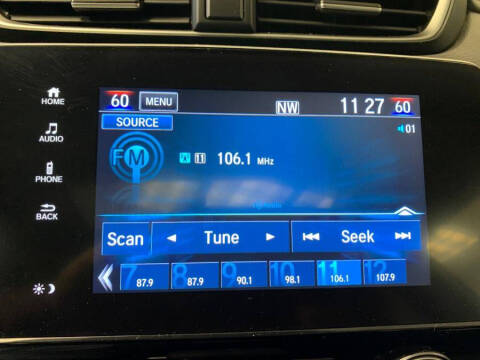 60 MENU NW 11 27 60
HOME
SOURCE
01
AUDIO
FM 11 106.1 MHz
PHONE
BACK
Scan Tune Seek
7 8 9 10 11 12
87.9 87.9 90.1 98.1 106.1 107.9